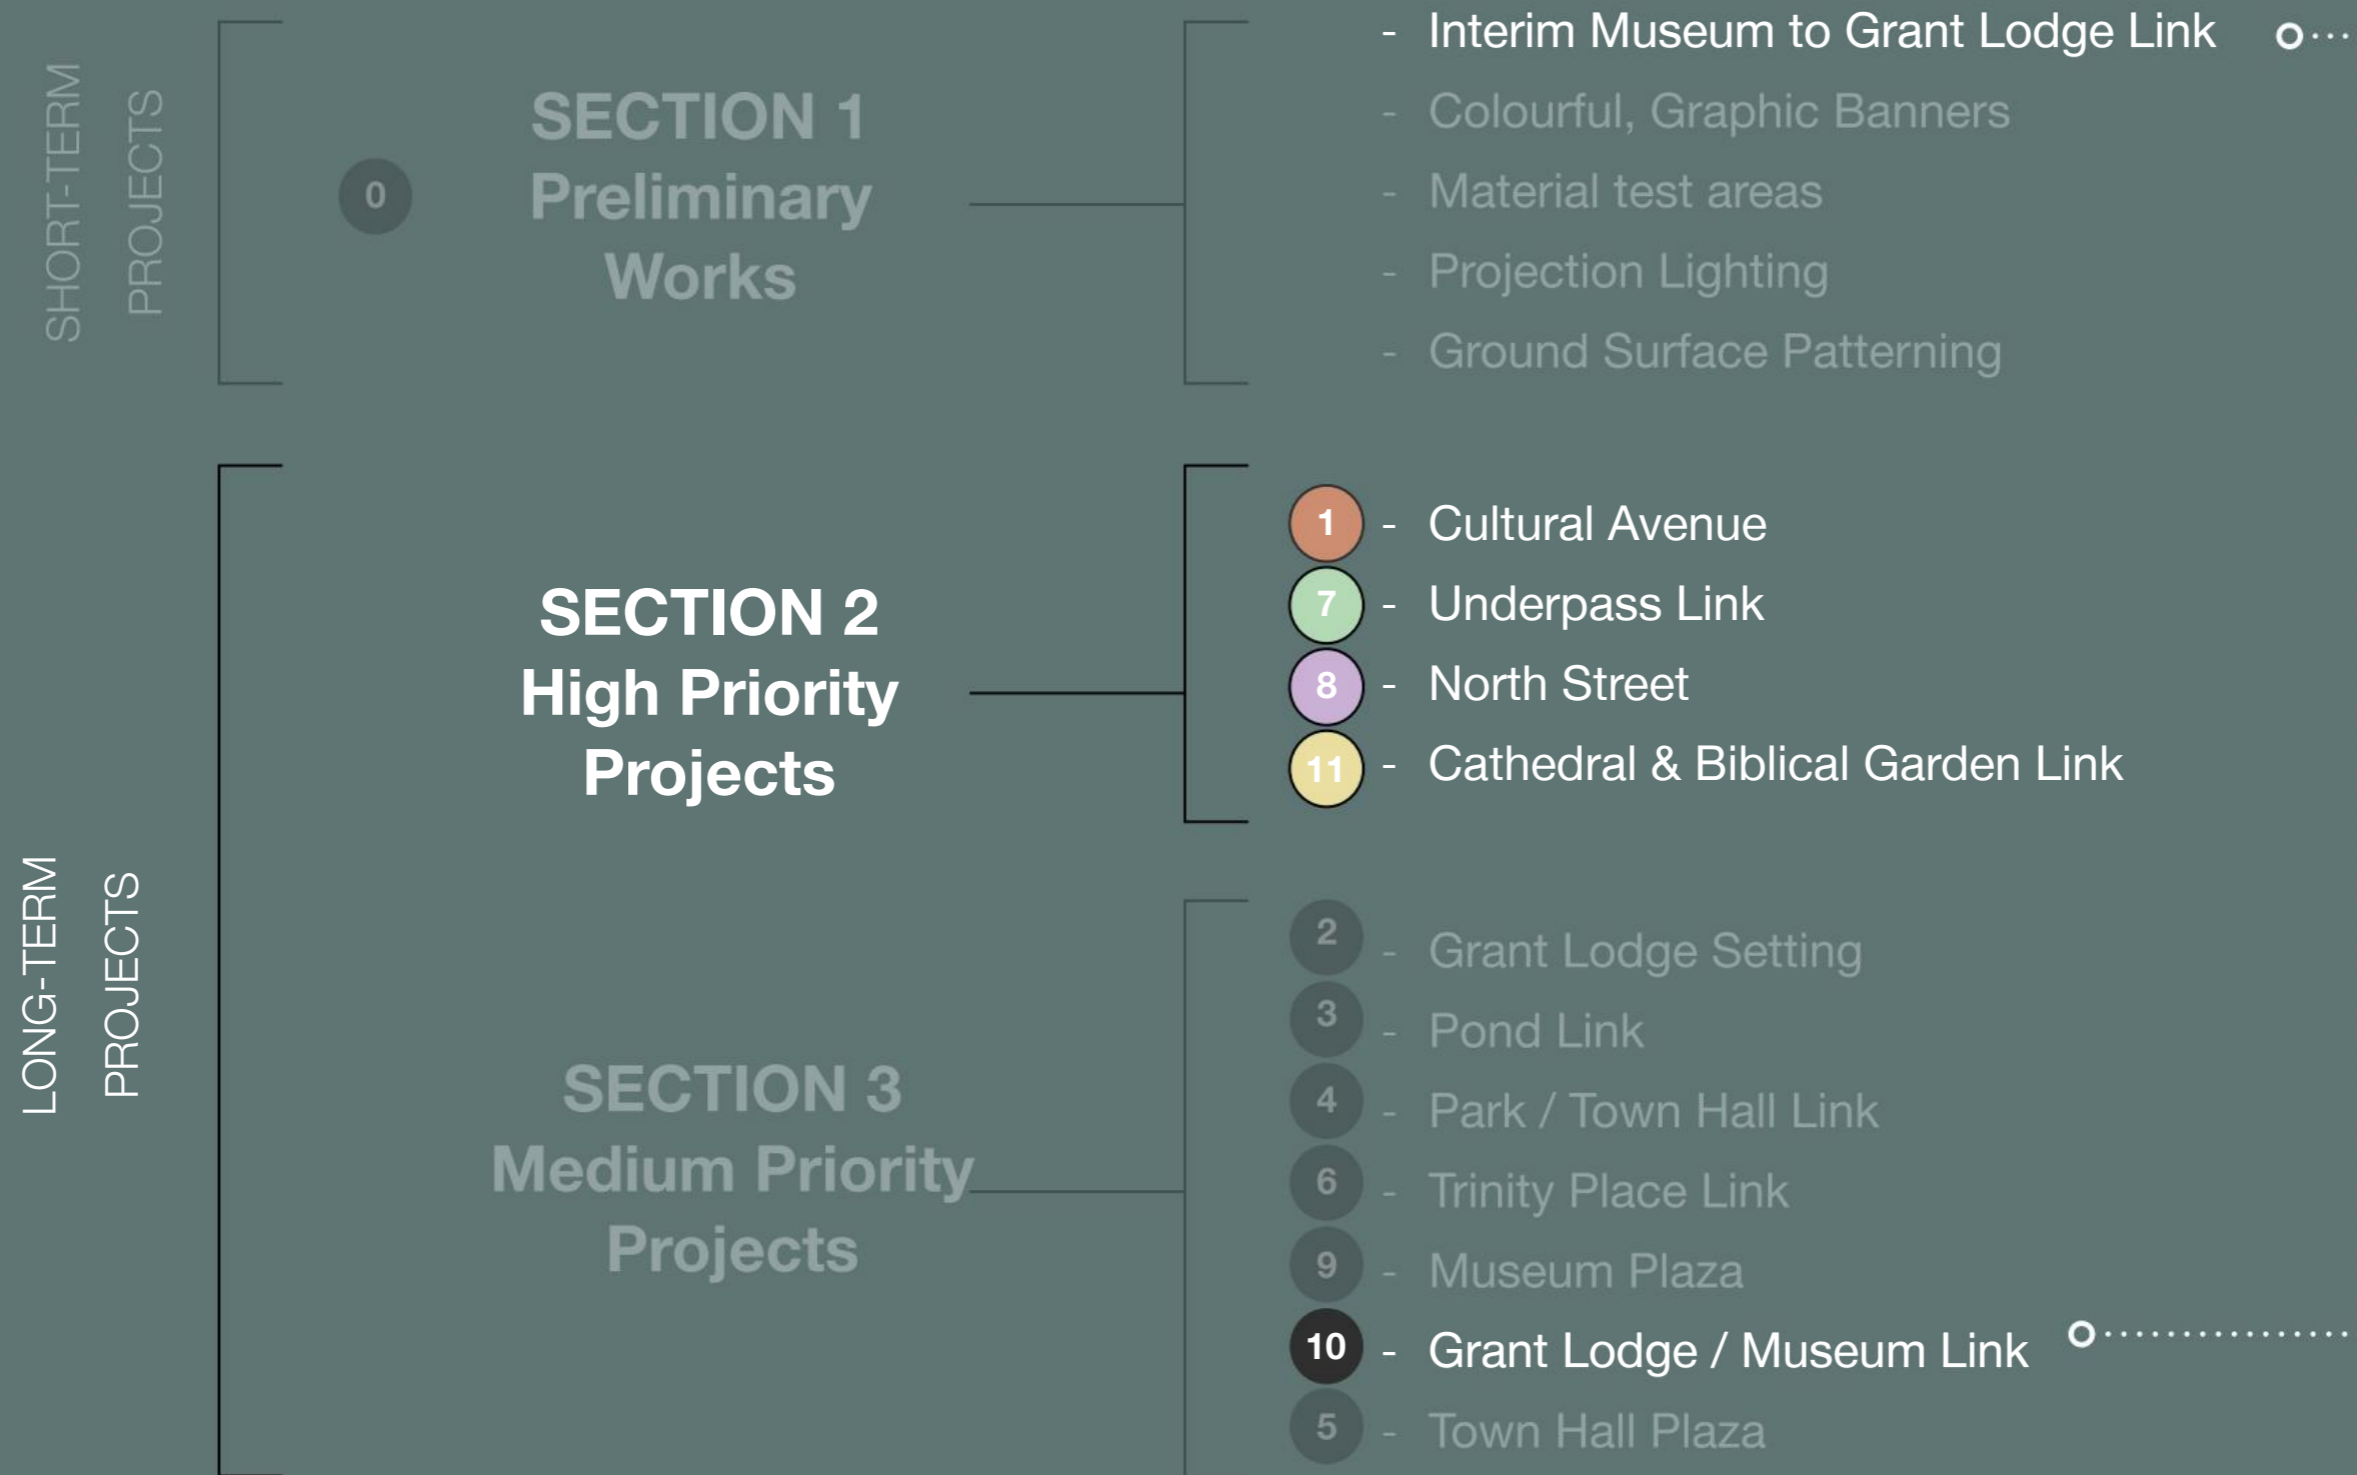 SHORT-TERM
PROJECTS
0
SECTION 1
Preliminary
Works
- Interim Museum to Grant Lodge Link
- Colourful, Graphic Banners
- Material test areas
- Projection Lighting
- Ground Surface Patterning
LONG-TERM
PROJECTS
SECTION 2
High Priority
Projects
1 - Cultural Avenue
7 - Underpass Link
8 - North Street
11 - Cathedral & Biblical Garden Link
SECTION 3
Medium Priority
Projects
2 - Grant Lodge Setting
3 - Pond Link
4 - Park / Town Hall Link
6 - Trinity Place Link
9 - Museum Plaza
10 - Grant Lodge / Museum Link
5 - Town Hall Plaza